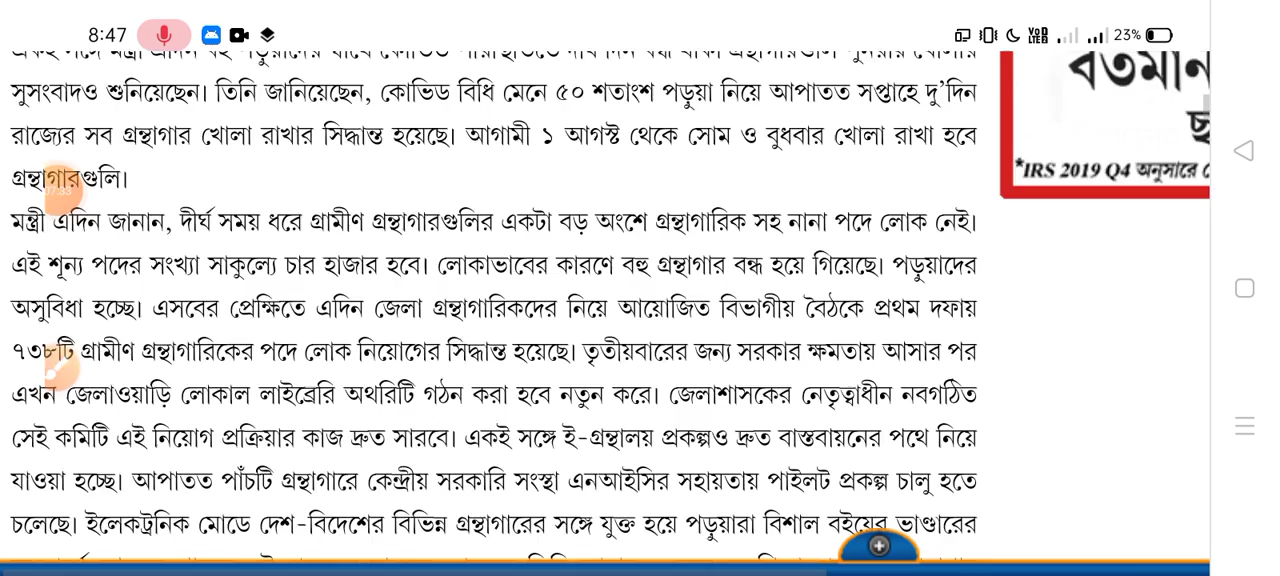 8:47
VoD LTE 23%
সুসংবাদও শুনিয়েছেন। তিনি জানিয়েছেন, কোভিড বিধি মেনে ৫০ শতাংশ পড়ুয়া নিয়ে আপাতত সপ্তাহে দু'দিন
রাজ্যের সব গ্রন্থাগার খোলা রাখার সিদ্ধান্ত হয়েছে। আগামী ১ আগস্ট থেকে সোম ও বুধবার খোলা রাখা হবে
গ্রন্থাগারগুলি।
মন্ত্রী এদিন জানান, দীর্ঘ সময় ধরে গ্রামীণ গ্রন্থাগারগুলির একটা বড় অংশে গ্রন্থাগারিক সহ নানা পদে লোক নেই।
এই শূন্য পদের সংখ্যা সাকুল্যে চার হাজার হবে। লোকাভাবের কারণে বহু গ্রন্থাগার বন্ধ হয়ে গিয়েছে। পড়ুয়াদের
অসুবিধা হচ্ছে। এসবের প্রেক্ষিতে এদিন জেলা গ্রন্থাগারিকদের নিয়ে আয়োজিত বিভাগীয় বৈঠকে প্রথম দফায়
৭৩৮টি গ্রামীণ গ্রন্থাগারিকের পদে লোক নিয়োগের সিদ্ধান্ত হয়েছে। তৃতীয়বারের জন্য সরকার ক্ষমতায় আসার পর
এখন জেলাওয়াড়ি লোকাল লাইব্রেরি অথরিটি গঠন করা হবে নতুন করে। জেলাশাসকের নেতৃত্বাধীন নবগঠিত
সেই কমিটি এই নিয়োগ প্রক্রিয়ার কাজ দ্রুত সারবে। একই সঙ্গে ই-গ্রন্থালয় প্রকল্পও দ্রুত বাস্তবায়নের পথে নিয়ে
যাওয়া হচ্ছে। আপাতত পাঁচটি গ্রন্থাগারে কেন্দ্রীয় সরকারি সংস্থা এনআইসির সহায়তায় পাইলট প্রকল্প চালু হতে
চলেছে। ইলেকট্রনিক মোডে দেশ-বিদেশের বিভিন্ন গ্রন্থাগারের সঙ্গে যুক্ত হয়ে পড়ুয়ারা বিশাল বইয়ের ভাণ্ডারের
বর্তমান
*IRS 2019 Q4 অনুসারে